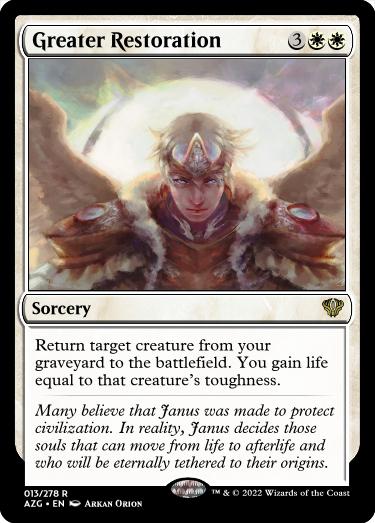 Greater Restoration 3
Sorcery
Return target creature from your
graveyard to the battlefield. You gain life
equal to that creature's toughness.
Many believe that Janus was made to protect
civilization. In reality, Janus decides those
souls that can move from life to afterlife and
who will be eternally tethered to their origins.
013/278 R
AZG • EN Arkan Orion
™ & © 2022 Wizards of the Coast